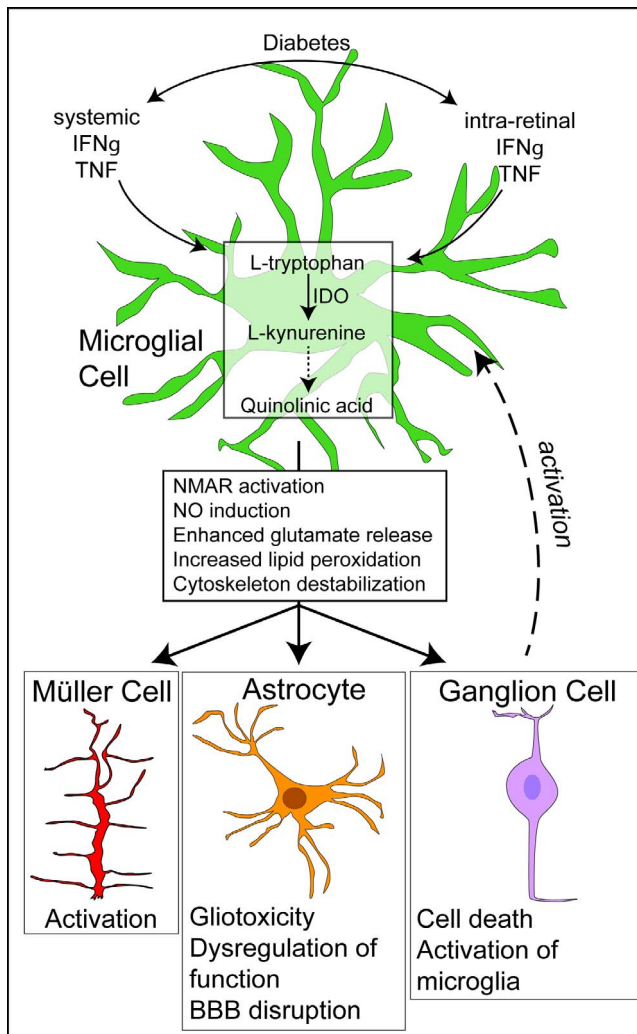 Diabetes
systemic
IFNg
TNF
intra-retinal
IFNg
TNF
L-tryptophan
IDO
L-kynurenine
Quinolinic acid
Microglial
Cell
NMAR activation
NO induction
Enhanced glutamate release
Increased lipid peroxidation
Cytoskeleton destabilization
activation
Müller Cell
Activation
Astrocyte
Gliotoxicity
Dysregulation of
function
BBB disruption
Ganglion Cell
Cell death
Activation of
microglia